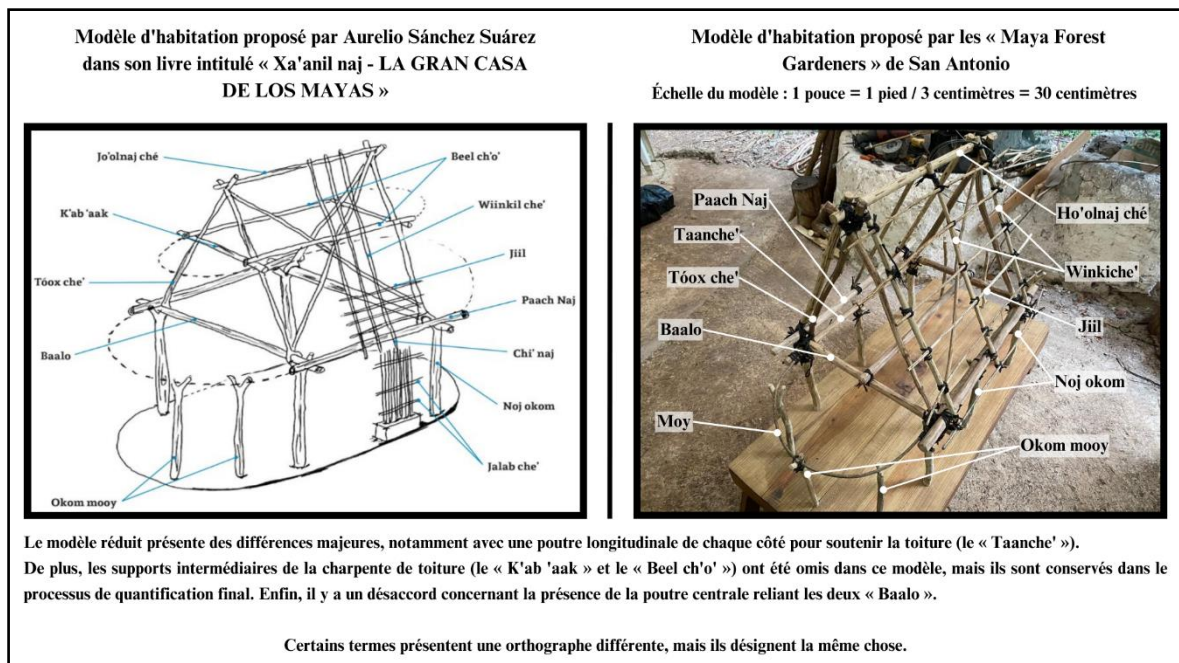 Modèle d'habitation proposé par Aurelio Sánchez Suárez
dans son livre intitulé « Xa'anil naj - LA GRAN CASA
DE LOS MAYAS »
Jo'olnaj ché
K'ab 'aak
Tóox che'
Baalo
Okom mooy
Beel ch'o'
Wiinkil che'
Jiil
Paach Naj
Chi' naj
Noj okom
Jalab che'
Modèle d'habitation proposé par les « Maya Forest
Gardeners » de San Antonio
Échelle du modèle : 1 pouce = 1 pied / 3 centimètres = 30 centimètres
Paach Naj
Taanche'
Tóox che'
Baalo
Moy
Ho'olnaj ché
Winkiche'
Jiil
Noj okom
Okom mooy
Le modèle réduit présente des différences majeures, notamment avec une poutre longitudinale de chaque côté pour soutenir la toiture (le « Taanche' »).
De plus, les supports intermédiaires de la charpente de toiture (le « K'ab 'aak » et le « Beel ch'o' ») ont été omis dans ce modèle, mais ils sont conservés dans le
processus de quantification final. Enfin, il y a un désaccord concernant la présence de la poutre centrale reliant les deux « Baalo ».
Certains termes présentent une orthographe différente, mais ils désignent la même chose.